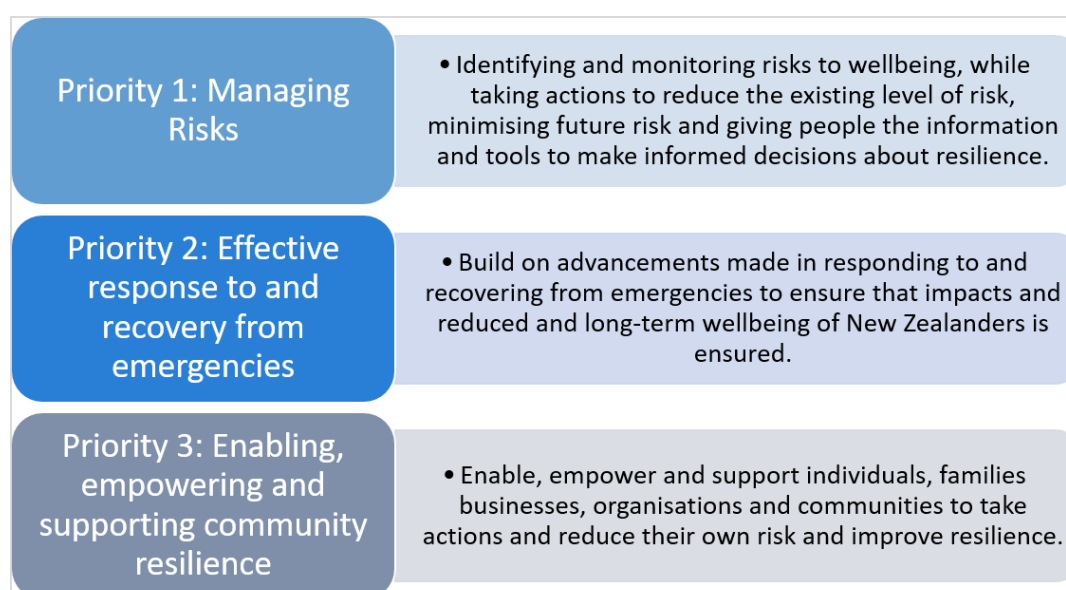 Priority 1: Managing
Risks
• Identifying and monitoring risks to wellbeing, while
taking actions to reduce the existing level of risk,
minimising future risk and giving people the information
and tools to make informed decisions about resilience.
Priority 2: Effective
response to and
recovery from
emergencies
• Build on advancements made in responding to and
recovering from emergencies to ensure that impacts and
reduced and long-term wellbeing of New Zealanders is
ensured.
Priority 3: Enabling,
empowering and
supporting community
resilience
• Enable, empower and support individuals, families
businesses, organisations and communities to take
actions and reduce their own risk and improve resilience.